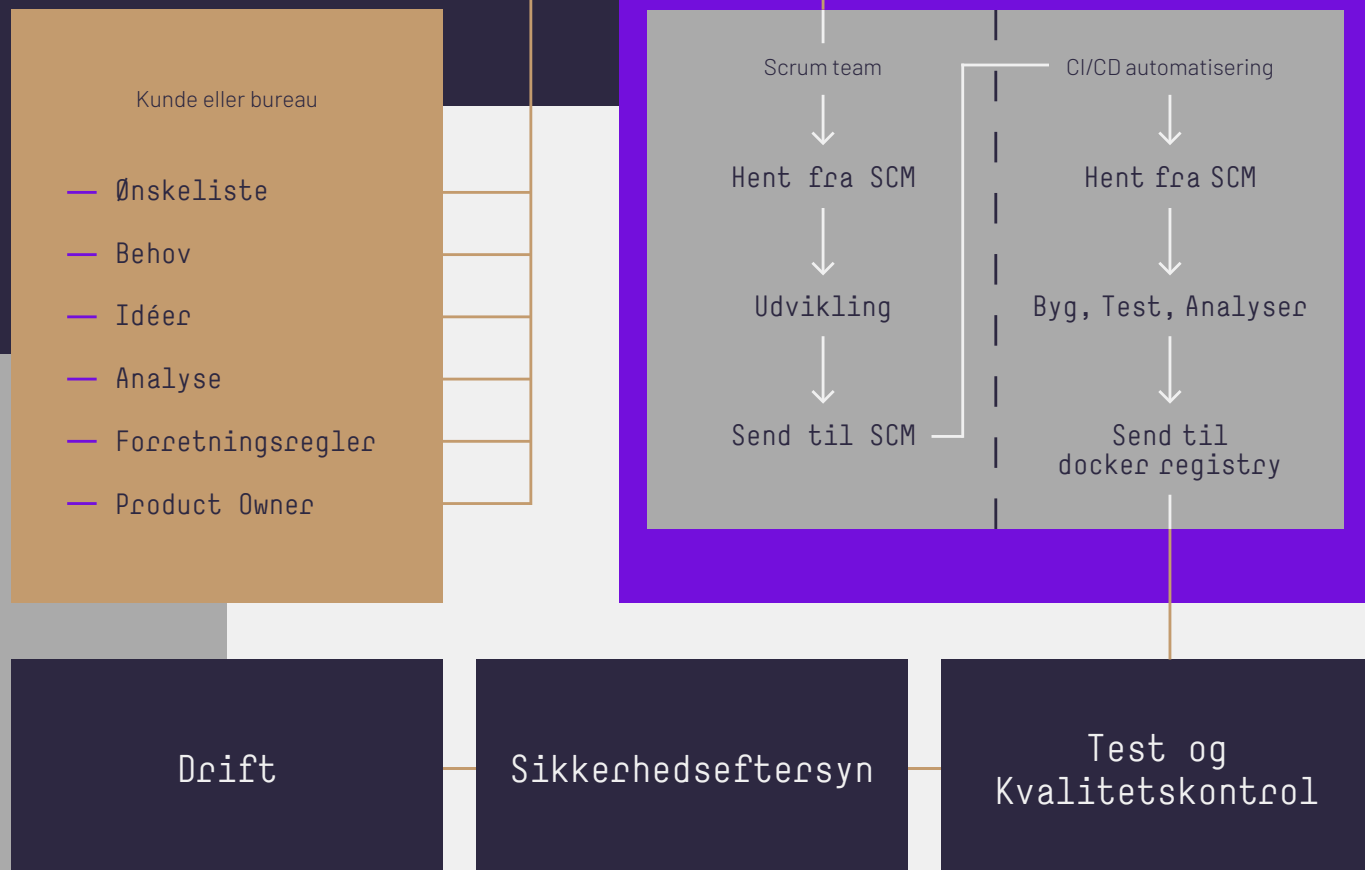 Kunde eller bureau
— Ønskeliste
— Behov
— Idéer
— Analyse
— Forretningsregler
— Product Owner
Scrum team
Hent fra SCM
Udvikling
Send til SCM
CI/CD automatisering
Hent fra SCM
Byg, Test, Analyser
Send til
docker registry
Drift
Sikkerhedseftersyn
Test og
Kvalitetskontrol